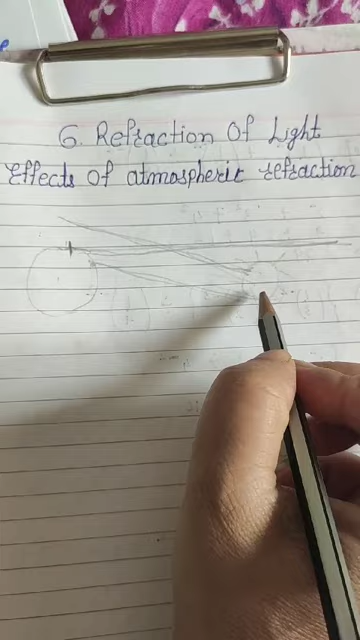 6. Refraction Of Light
Effects Of atmospheric refraction